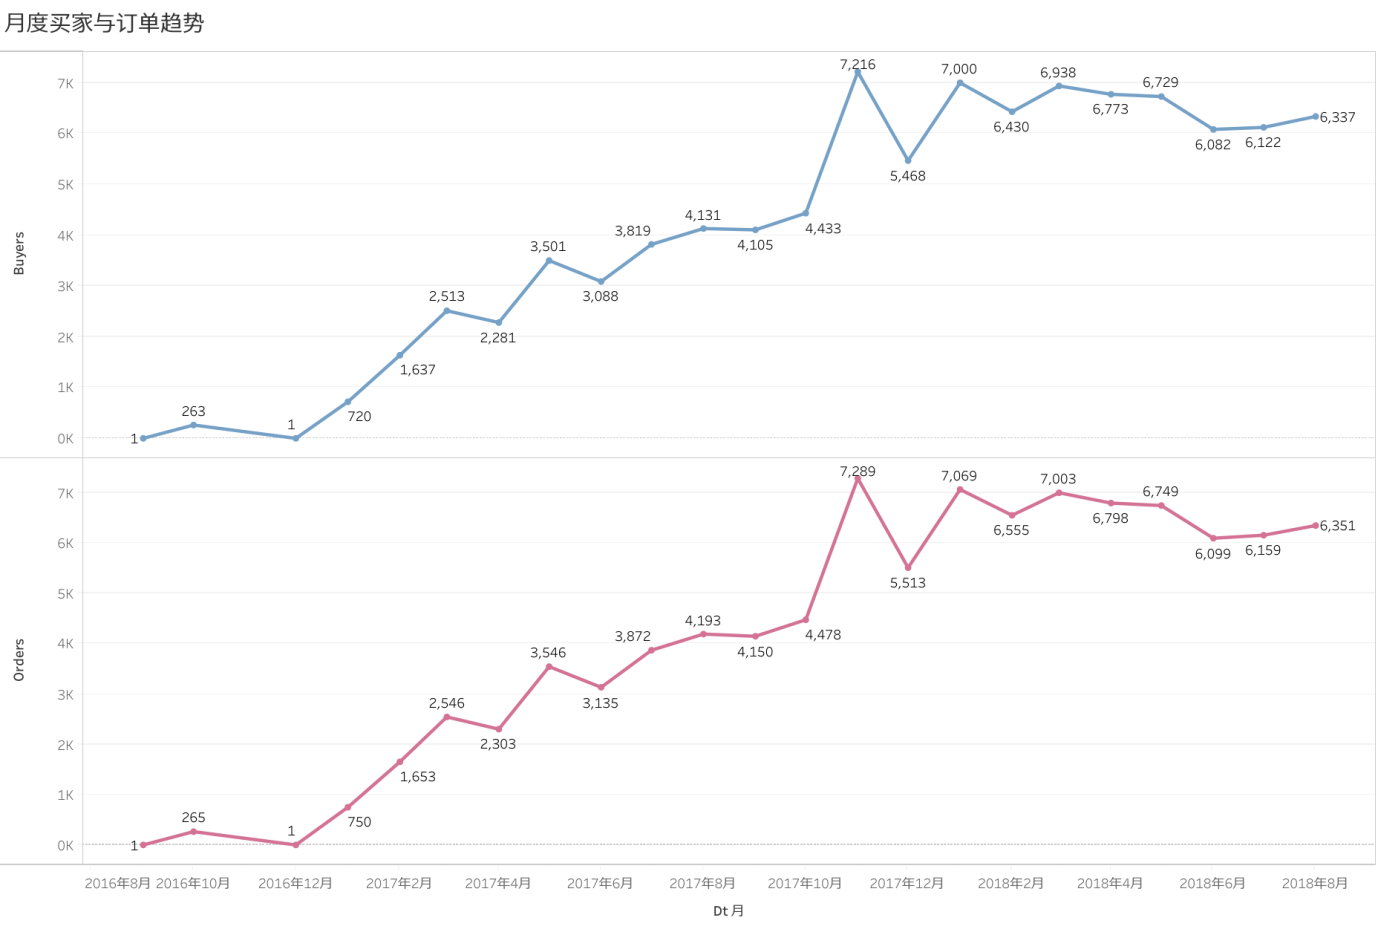 月度买家与订单趋势
Buyers
7K
6K
5K
4K
3K
2K
1K
0K
1
263
1
720
1,637
2,513
2,281
3,501
3,088
3,819
4,131
4,105
4,433
7,216
5,468
7,000
6,430
6,938
6,773
6,729
6,082
6,122
6,337
Orders
7K
6K
5K
4K
3K
2K
1K
0K
1
265
1
750
1,653
2,546
2,303
3,546
3,135
3,872
4,193
4,150
4,478
7,289
5,513
7,069
6,555
7,003
6,798
6,749
6,099
6,159
6,351
2016年8月 2016年10月 2016年12月 2017年2月 2017年4月 2017年6月 2017年8月 2017年10月 2017年12月 2018年2月 2018年4月 2018年6月 2018年8月
Dt 月